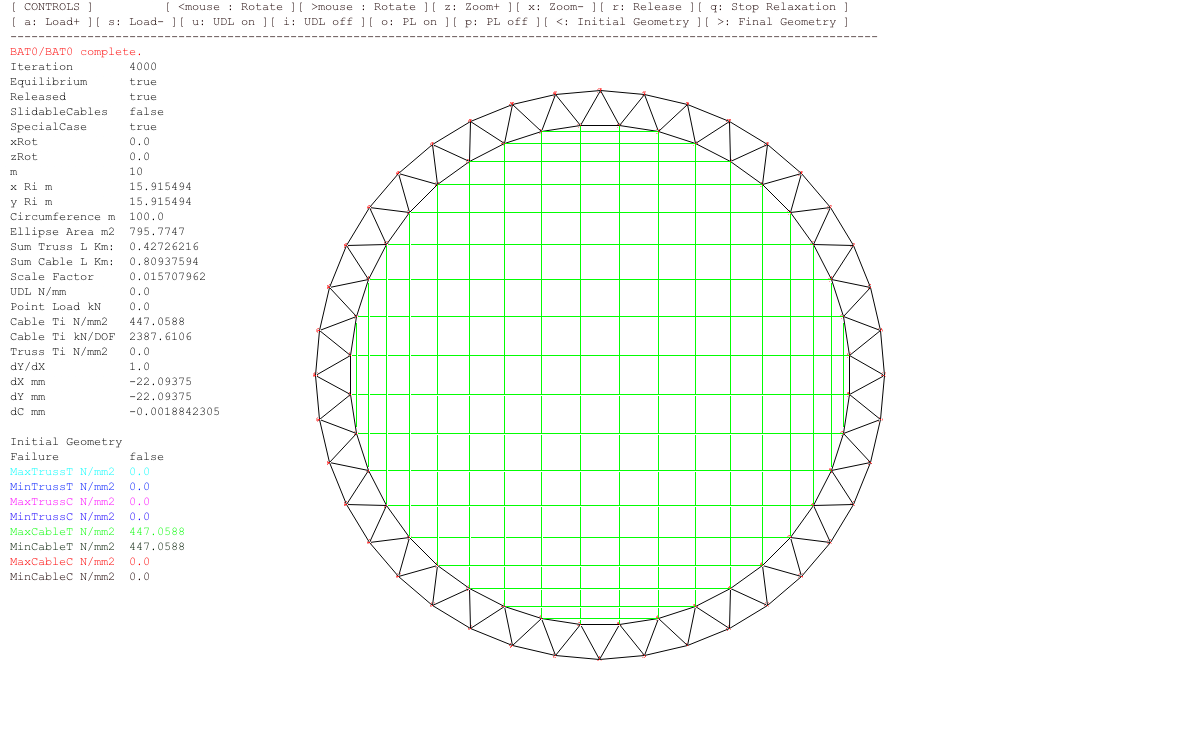 [ CONTROLS ] [ <mouse : Rotate ][ >mouse : Rotate ][ z: Zoom+ ][ x: Zoom- ][ r: Release ][ q: Stop Relaxation ]
[ a: Load+ ][ s: Load- ][ u: UDL on ][ i: UDL off ][ o: PL on ][ p: PL off ][ <: Initial Geometry ][ >: Final Geometry ]
----------------------------------------------------------------------------------------------------------------------------
BAT0/BAT0 complete.
Iteration 4000
Equilibrium true
Released true
SlidableCables false
SpecialCase true
xRot 0.0
zRot 0.0
m 10
x Ri m 15.915494
y Ri m 15.915494
Circumference m 100.0
Ellipse Area m2 795.7747
Sum Truss L Km: 0.42726216
Sum Cable L Km: 0.80937594
Scale Factor 0.015707962
UDL N/mm 0.0
Point Load kN 0.0
Cable Ti N/mm2 447.0588
Cable Ti kN/DOF 2387.6106
Truss Ti N/mm2 0.0
dY/dX 1.0
dX mm -22.09375
dY mm -22.09375
dC mm -0.0018842305
Initial Geometry
Failure false
MaxTrussT N/mm2 0.0
MinTrussT N/mm2 0.0
MaxTrussC N/mm2 0.0
MinTrussC N/mm2 0.0
MaxCableT N/mm2 447.0588
MinCableT N/mm2 447.0588
MaxCableC N/mm2 0.0
MinCableC N/mm2 0.0